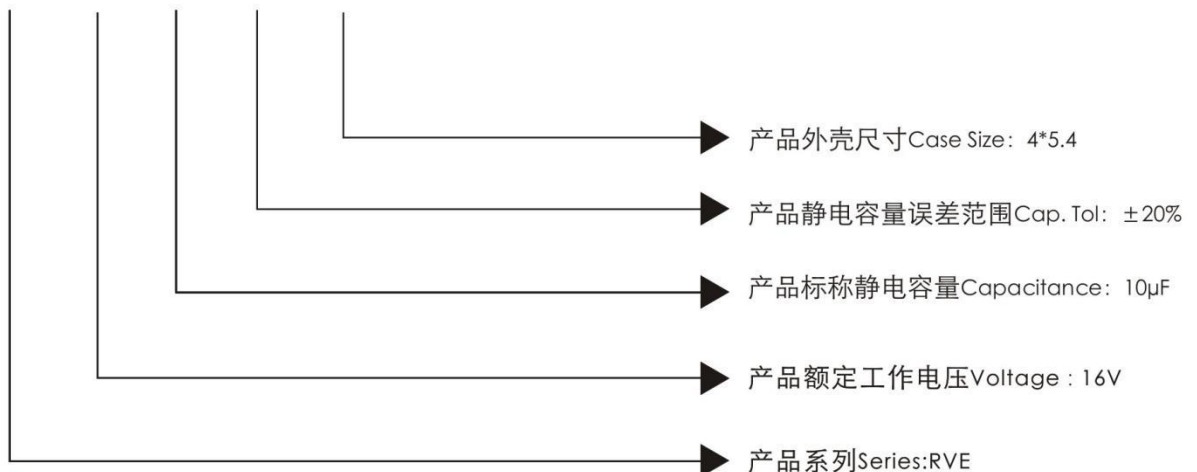 产品外壳尺寸Case Size: 4*5.4
产品静电容量误差范围Cap. Tol: ±20%
产品标称静电容量Capacitance: 10μF
产品额定工作电压Voltage : 16V
产品系列Series:RVE